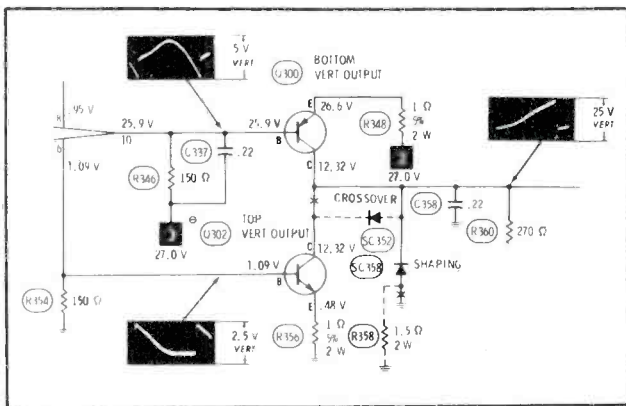 5 V
VERT
Q300
BOTTOM
VERT OUTPUT
E
26.6 V
1 Ω
5%
2 W
R348
27.0 V
25 V
VERT
.95 V
25.9 V
10
C337
.22
25.9 V
B
R346
150 Ω
C
12.32 V
27.0 V
Q302
TOP
VERT OUTPUT
CROSSOVER
SC352
C358
.22
R360
270 Ω
1.09 V
C
12.32 V
SC358
SHAPING
1.09 V
B
R354
150 Ω
E
.48 V
2.5 V
VERT
R356
1 Ω
5%
2 W
R358
1.5 Ω
2 W